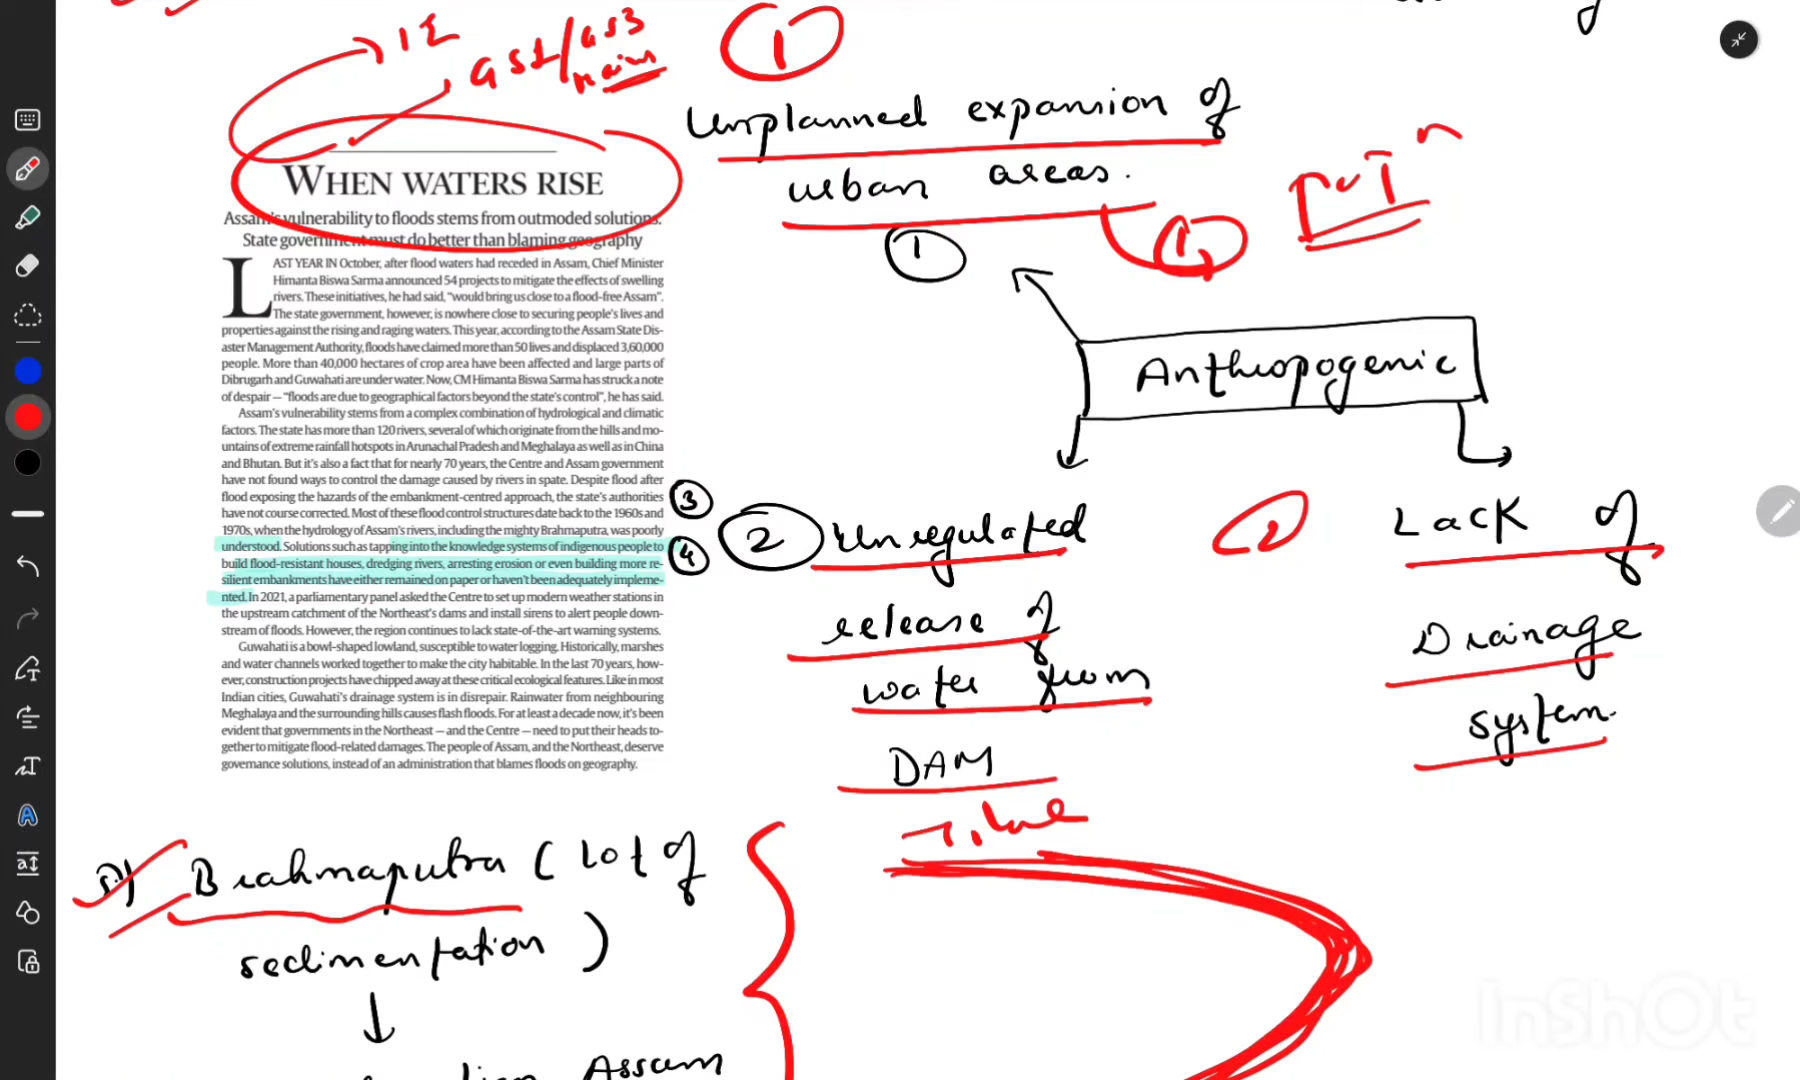 GS1/GS3
mains
1
Unplanned expansion of
urban areas.
1
1
WHEN WATERS RISE
Assam's vulnerability to floods stems from outmoded solutions.
State government must do better than blaming geography
LAST YEAR IN October, after flood waters had receded in Assam, Chief Minister
Himanta Biswa Sarma announced 54 projects to mitigate the effects of swelling
rivers. These initiatives, he had said, "would bring us close to a flood-free Assam".
The state government, however, is nowhere close to securing people's lives and
properties against the rising and raging waters. This year, according to the Assam State Dis-
aster Management Authority, floods have claimed more than 50 lives and displaced 3,60,000
people. More than 40,000 hectares of crop area have been affected and large parts of
Dibrugarh and Guwahati are under water. Now, CM Himanta Biswa Sarma has struck a note
of despair — "floods are due to geographical factors beyond the state's control", he has said.
Assam's vulnerability stems from a complex combination of hydrological and climatic
factors. The state has more than 120 rivers, several of which originate from the hills and mo-
untains of extreme rainfall hotspots in Arunachal Pradesh and Meghalaya as well as in China
and Bhutan. But it's also a fact that for nearly 70 years, the Centre and Assam government
have not found ways to control the damage caused by rivers in spate. Despite flood after
flood exposing the hazards of the embankment-centred approach, the state's authorities
have not course corrected. Most of these flood control structures date back to the 1960s and
1970s, when the hydrology of Assam's rivers, including the mighty Brahmaputra, was poorly
understood. Solutions such as tapping into the knowledge systems of indigenous people to
build flood-resistant houses, dredging rivers, arresting erosion or even building more re-
silient embankments have either remained on paper or haven't been adequately impleme-
nted. In 2021, a parliamentary panel asked the Centre to set up modern weather stations in
the upstream catchment of the Northeast's dams and install sirens to alert people down-
stream of floods. However, the region continues to lack state-of-the-art warning systems.
Guwahati is a bowl-shaped lowland, susceptible to water logging. Historically, marshes
and water channels worked together to make the city habitable. In the last 70 years, how-
ever, construction projects have chipped away at these critical ecological features. Like in most
Indian cities, Guwahati's drainage system is in disrepair. Rainwater from neighbouring
Meghalaya and the surrounding hills causes flash floods. For at least a decade now, it's been
evident that governments in the Northeast — and the Centre — need to put their heads to-
gether to mitigate flood-related damages. The people of Assam, and the Northeast, deserve
governance solutions, instead of an administration that blames floods on geography.
Anthropogenic
3
4
2 Unregulated
release of
water from
DAM
2
Lack of
Drainage
system.
Brahmaputra (lot of
sedimentation)
Assam
InShOt